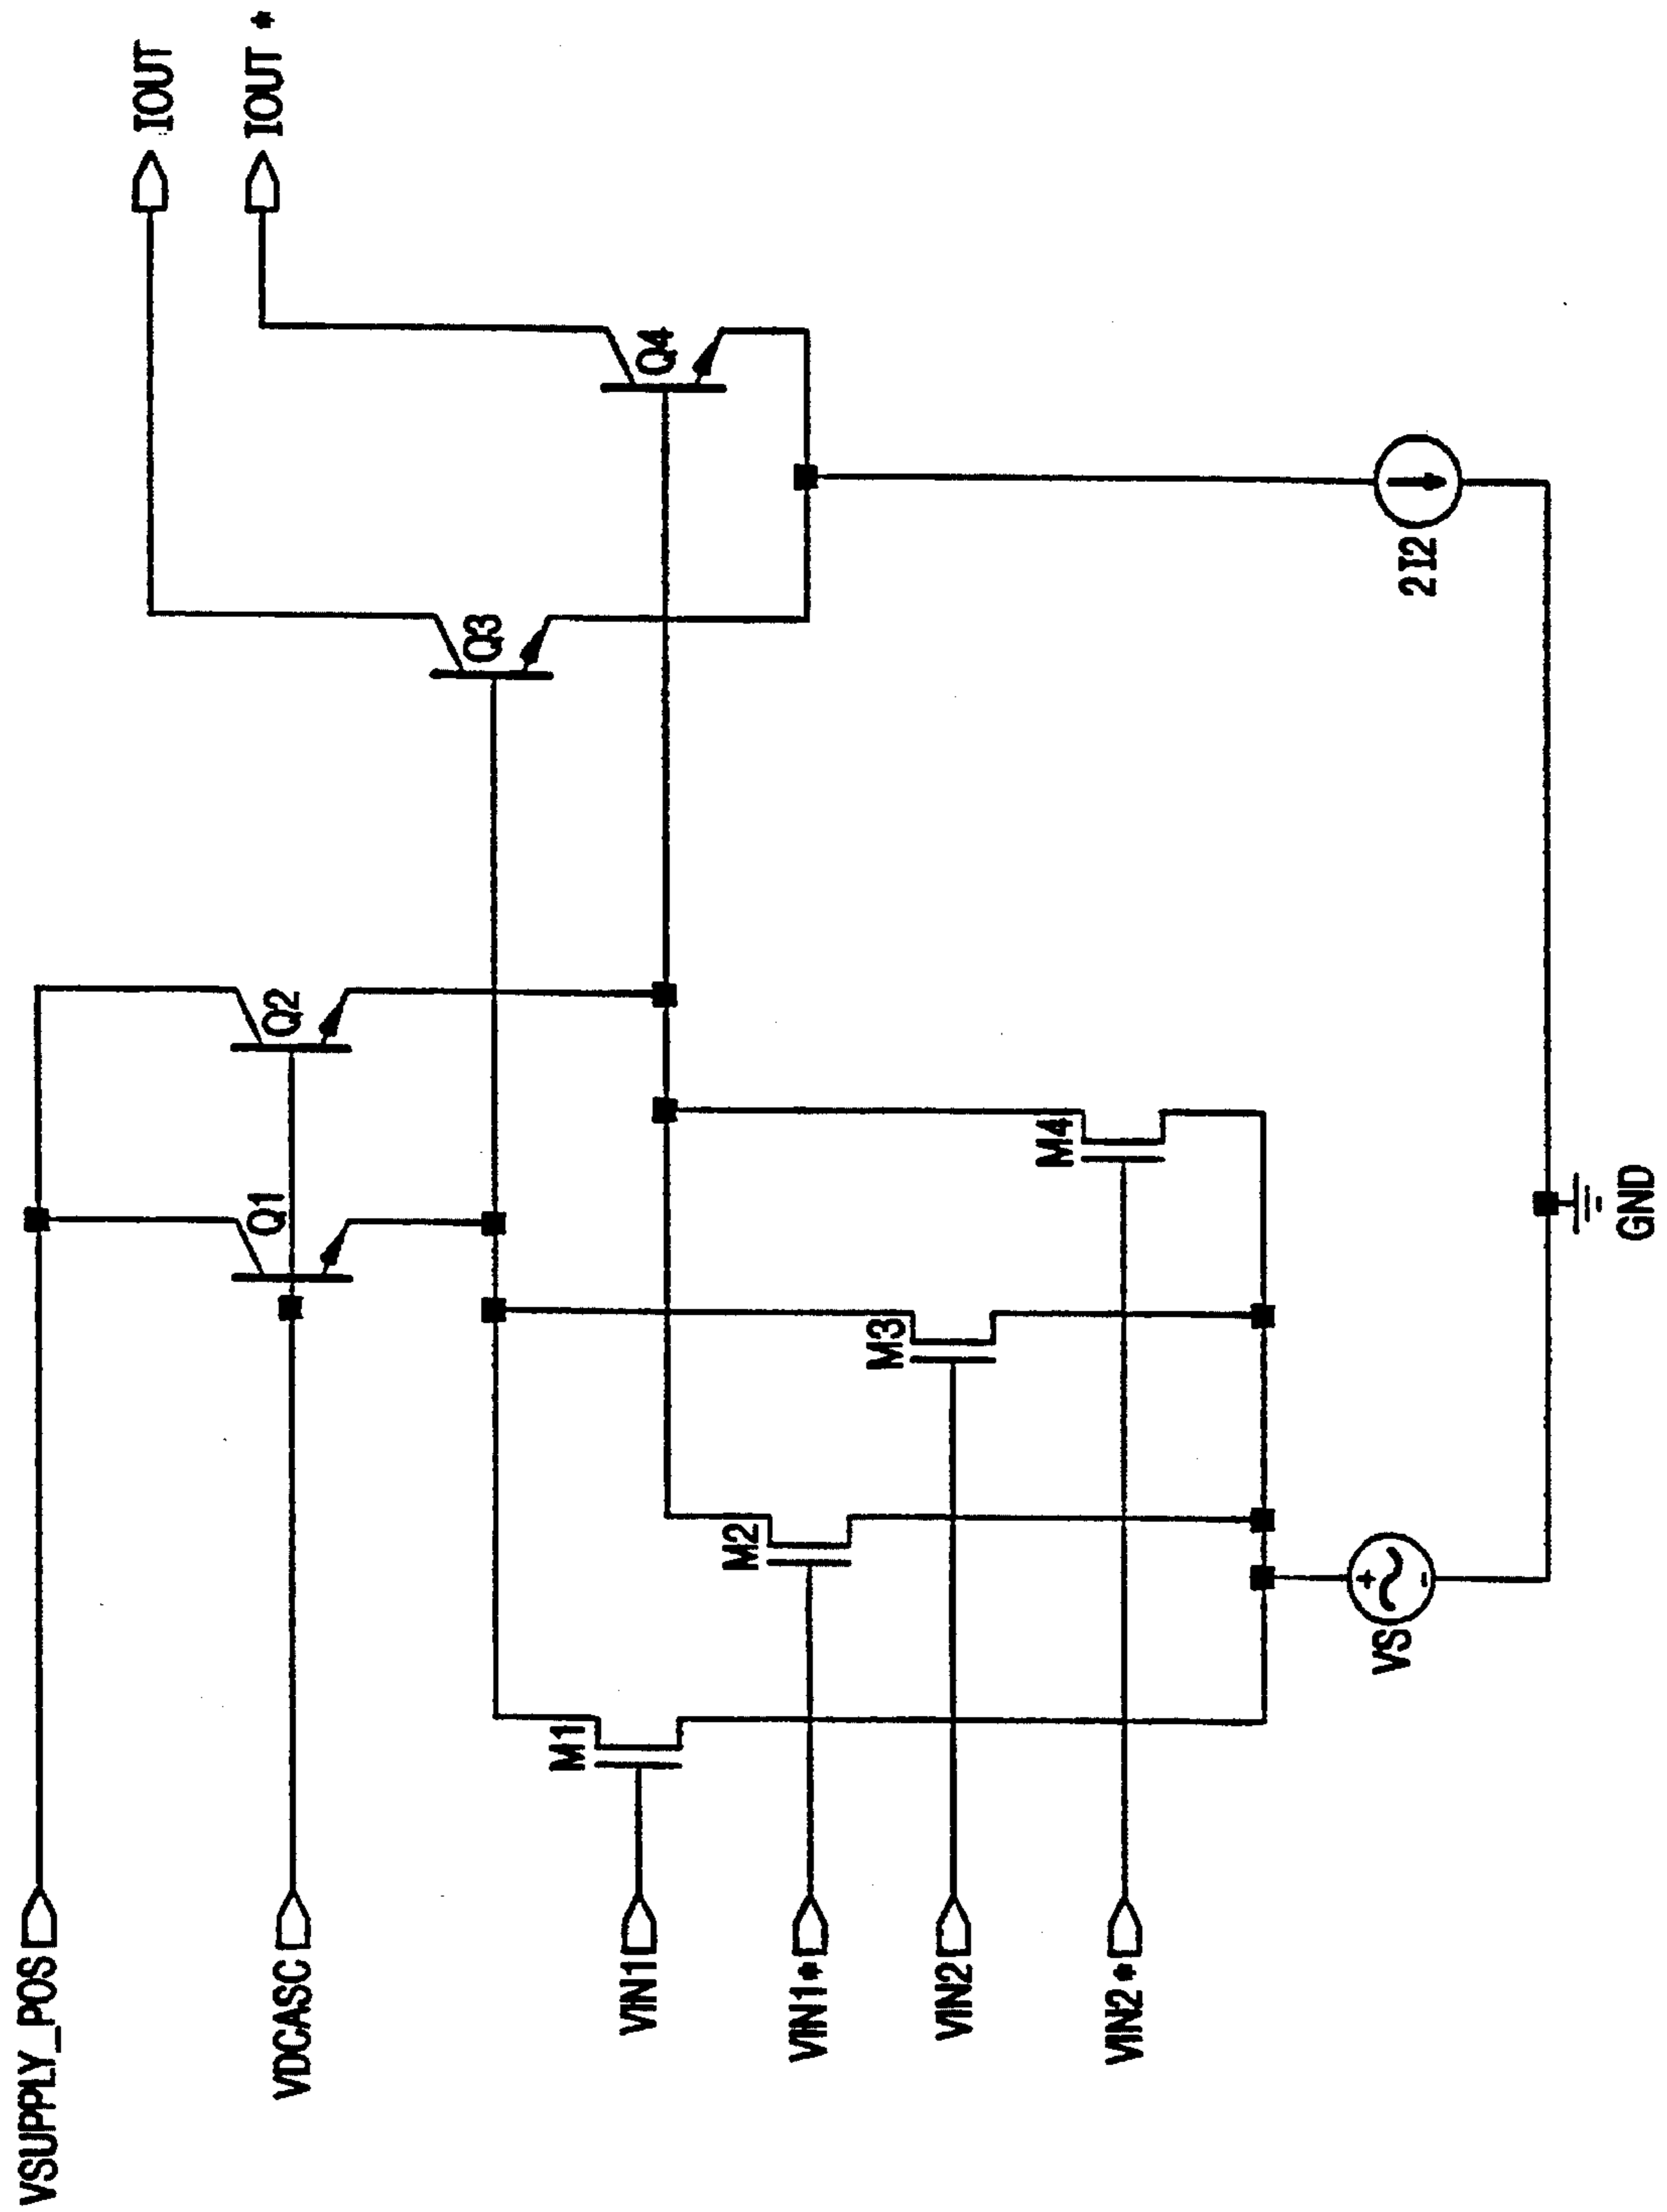 VSUPPLY_POS
VDCASC
VIN1
VIN1*
VIN2
VIN2*
M1
M2
M3
M4
Q1
Q2
Q3
Q4
IOUT
IOUT *
VS
+
-
2I2
GND